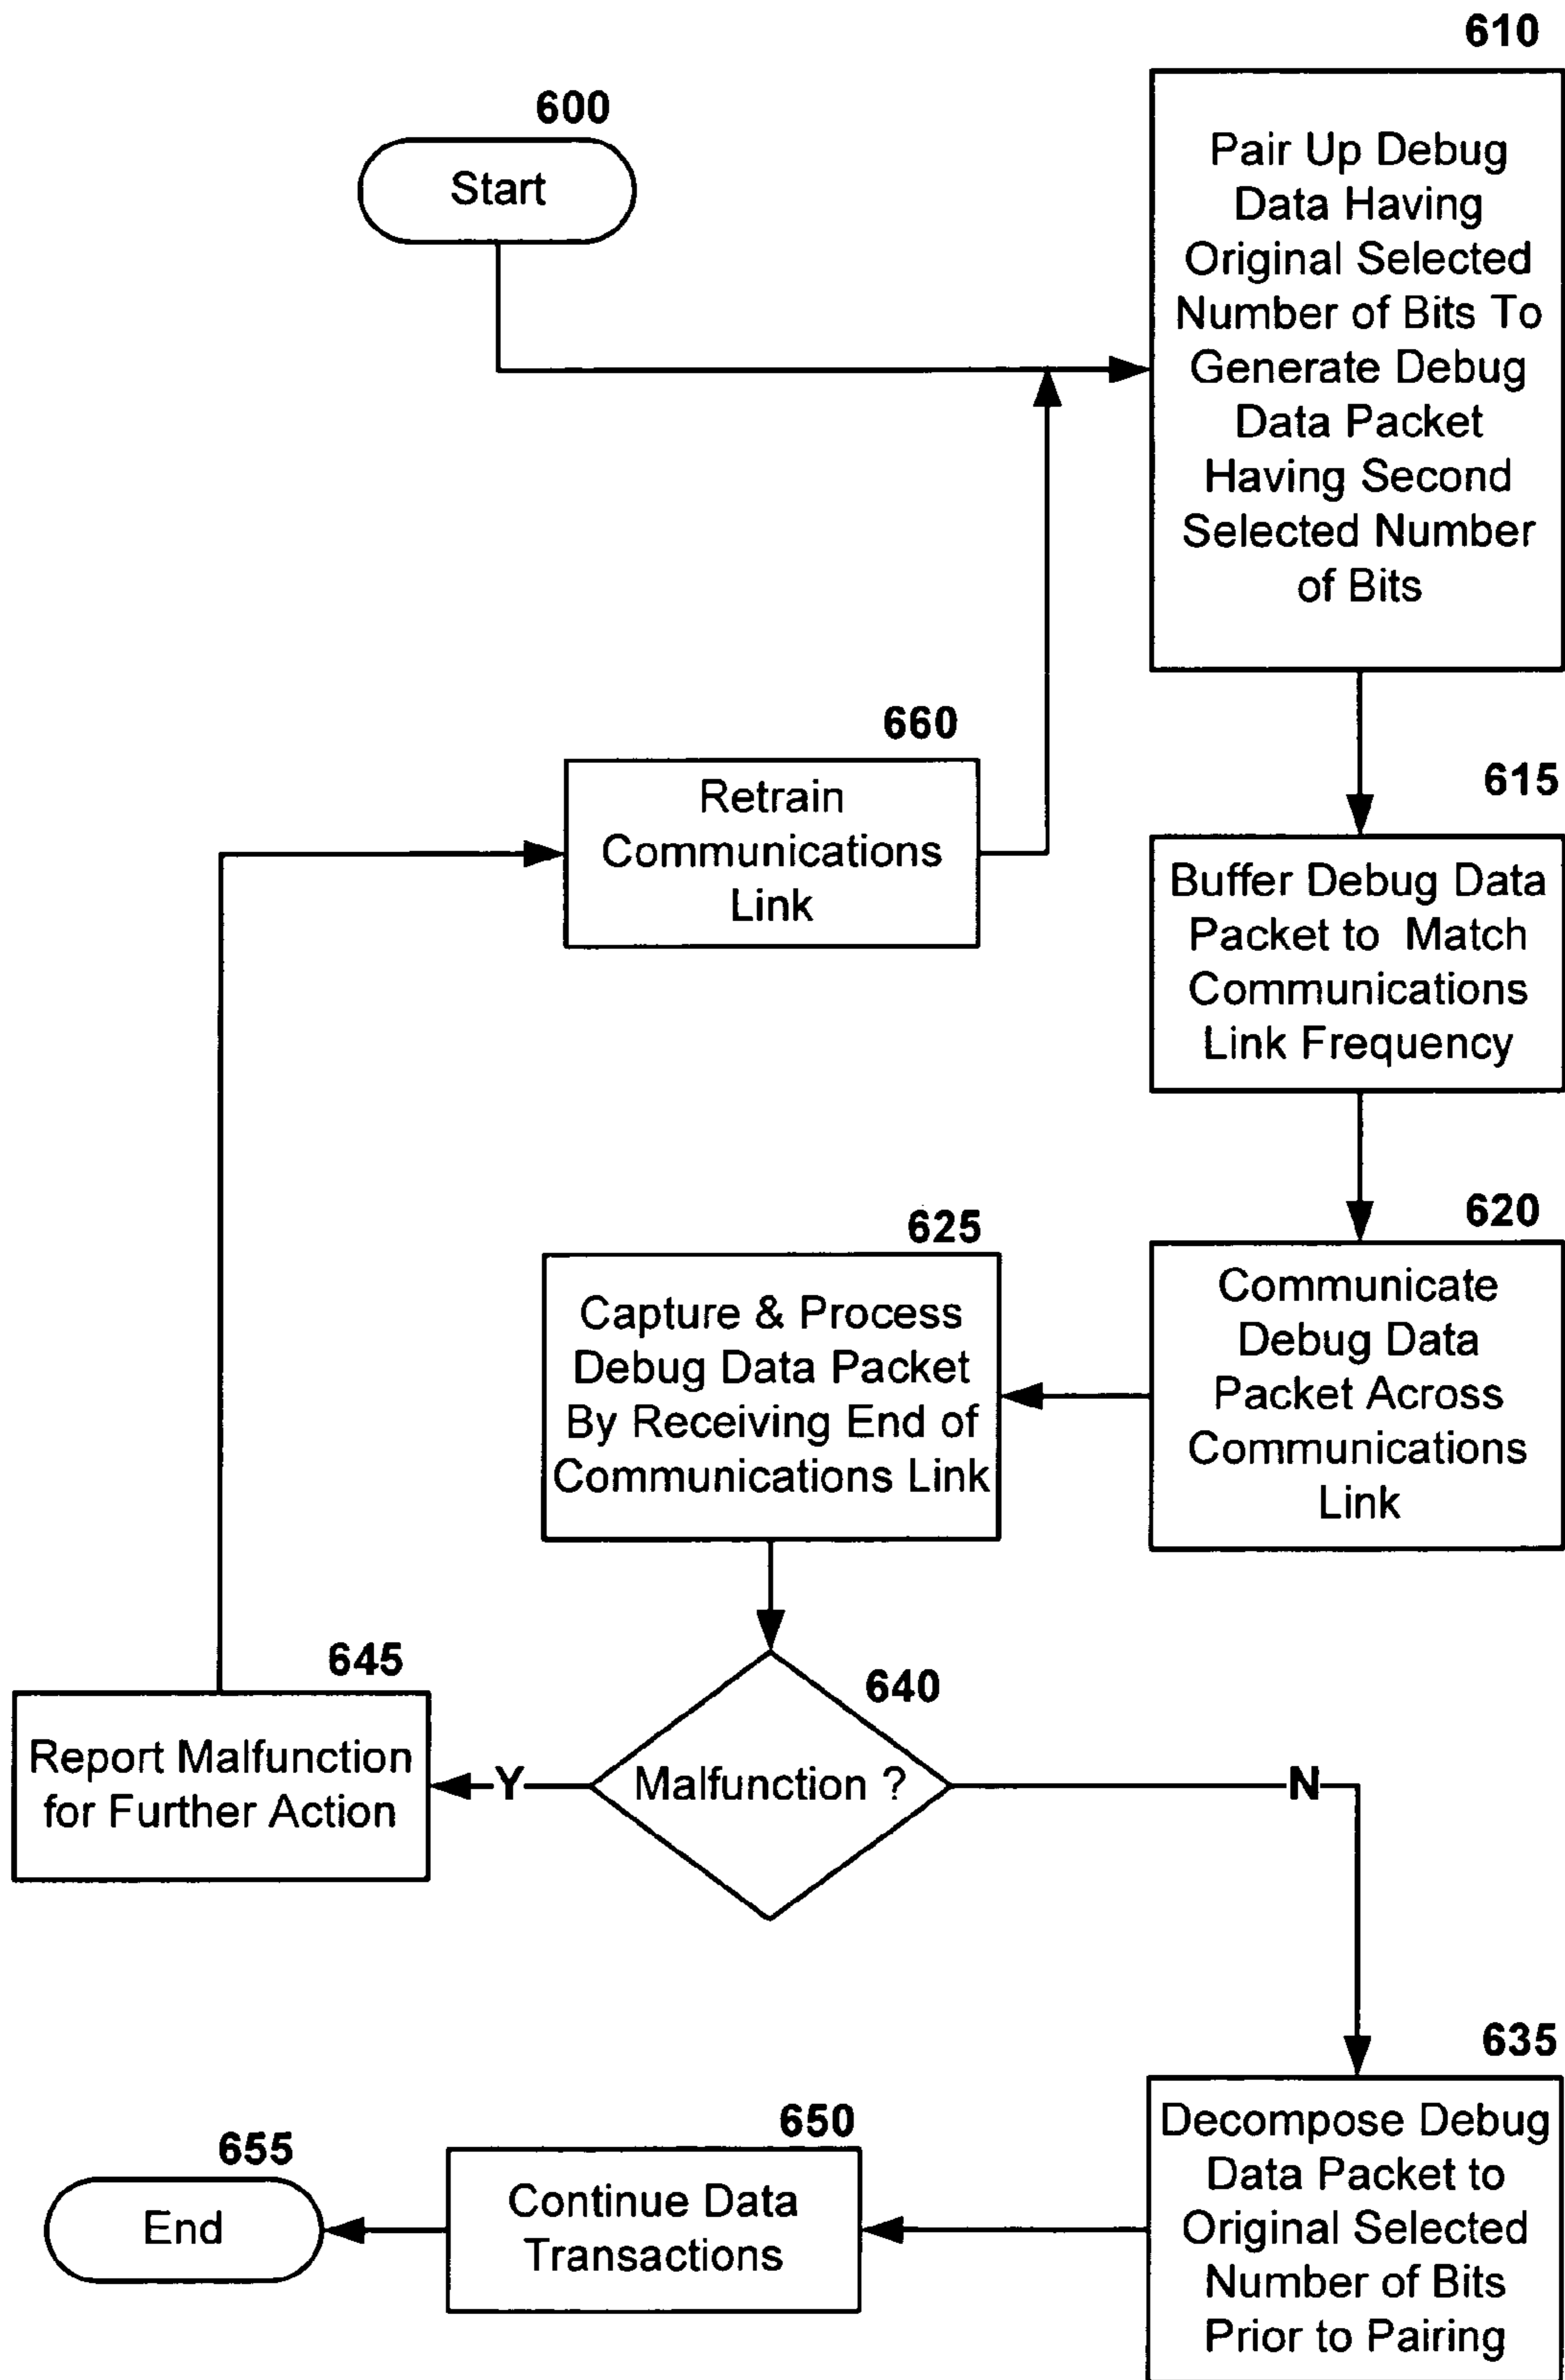 600
Start
610
Pair Up Debug
Data Having
Original Selected
Number of Bits To
Generate Debug
Data Packet
Having Second
Selected Number
of Bits
660
Retrain
Communications
Link
615
Buffer Debug Data
Packet to Match
Communications
Link Frequency
620
Communicate
Debug Data
Packet Across
Communications
Link
625
Capture & Process
Debug Data Packet
By Receiving End of
Communications Link
640
Malfunction ?
Y
N
645
Report Malfunction
for Further Action
635
Decompose Debug
Data Packet to
Original Selected
Number of Bits
Prior to Pairing
650
Continue Data
Transactions
655
End